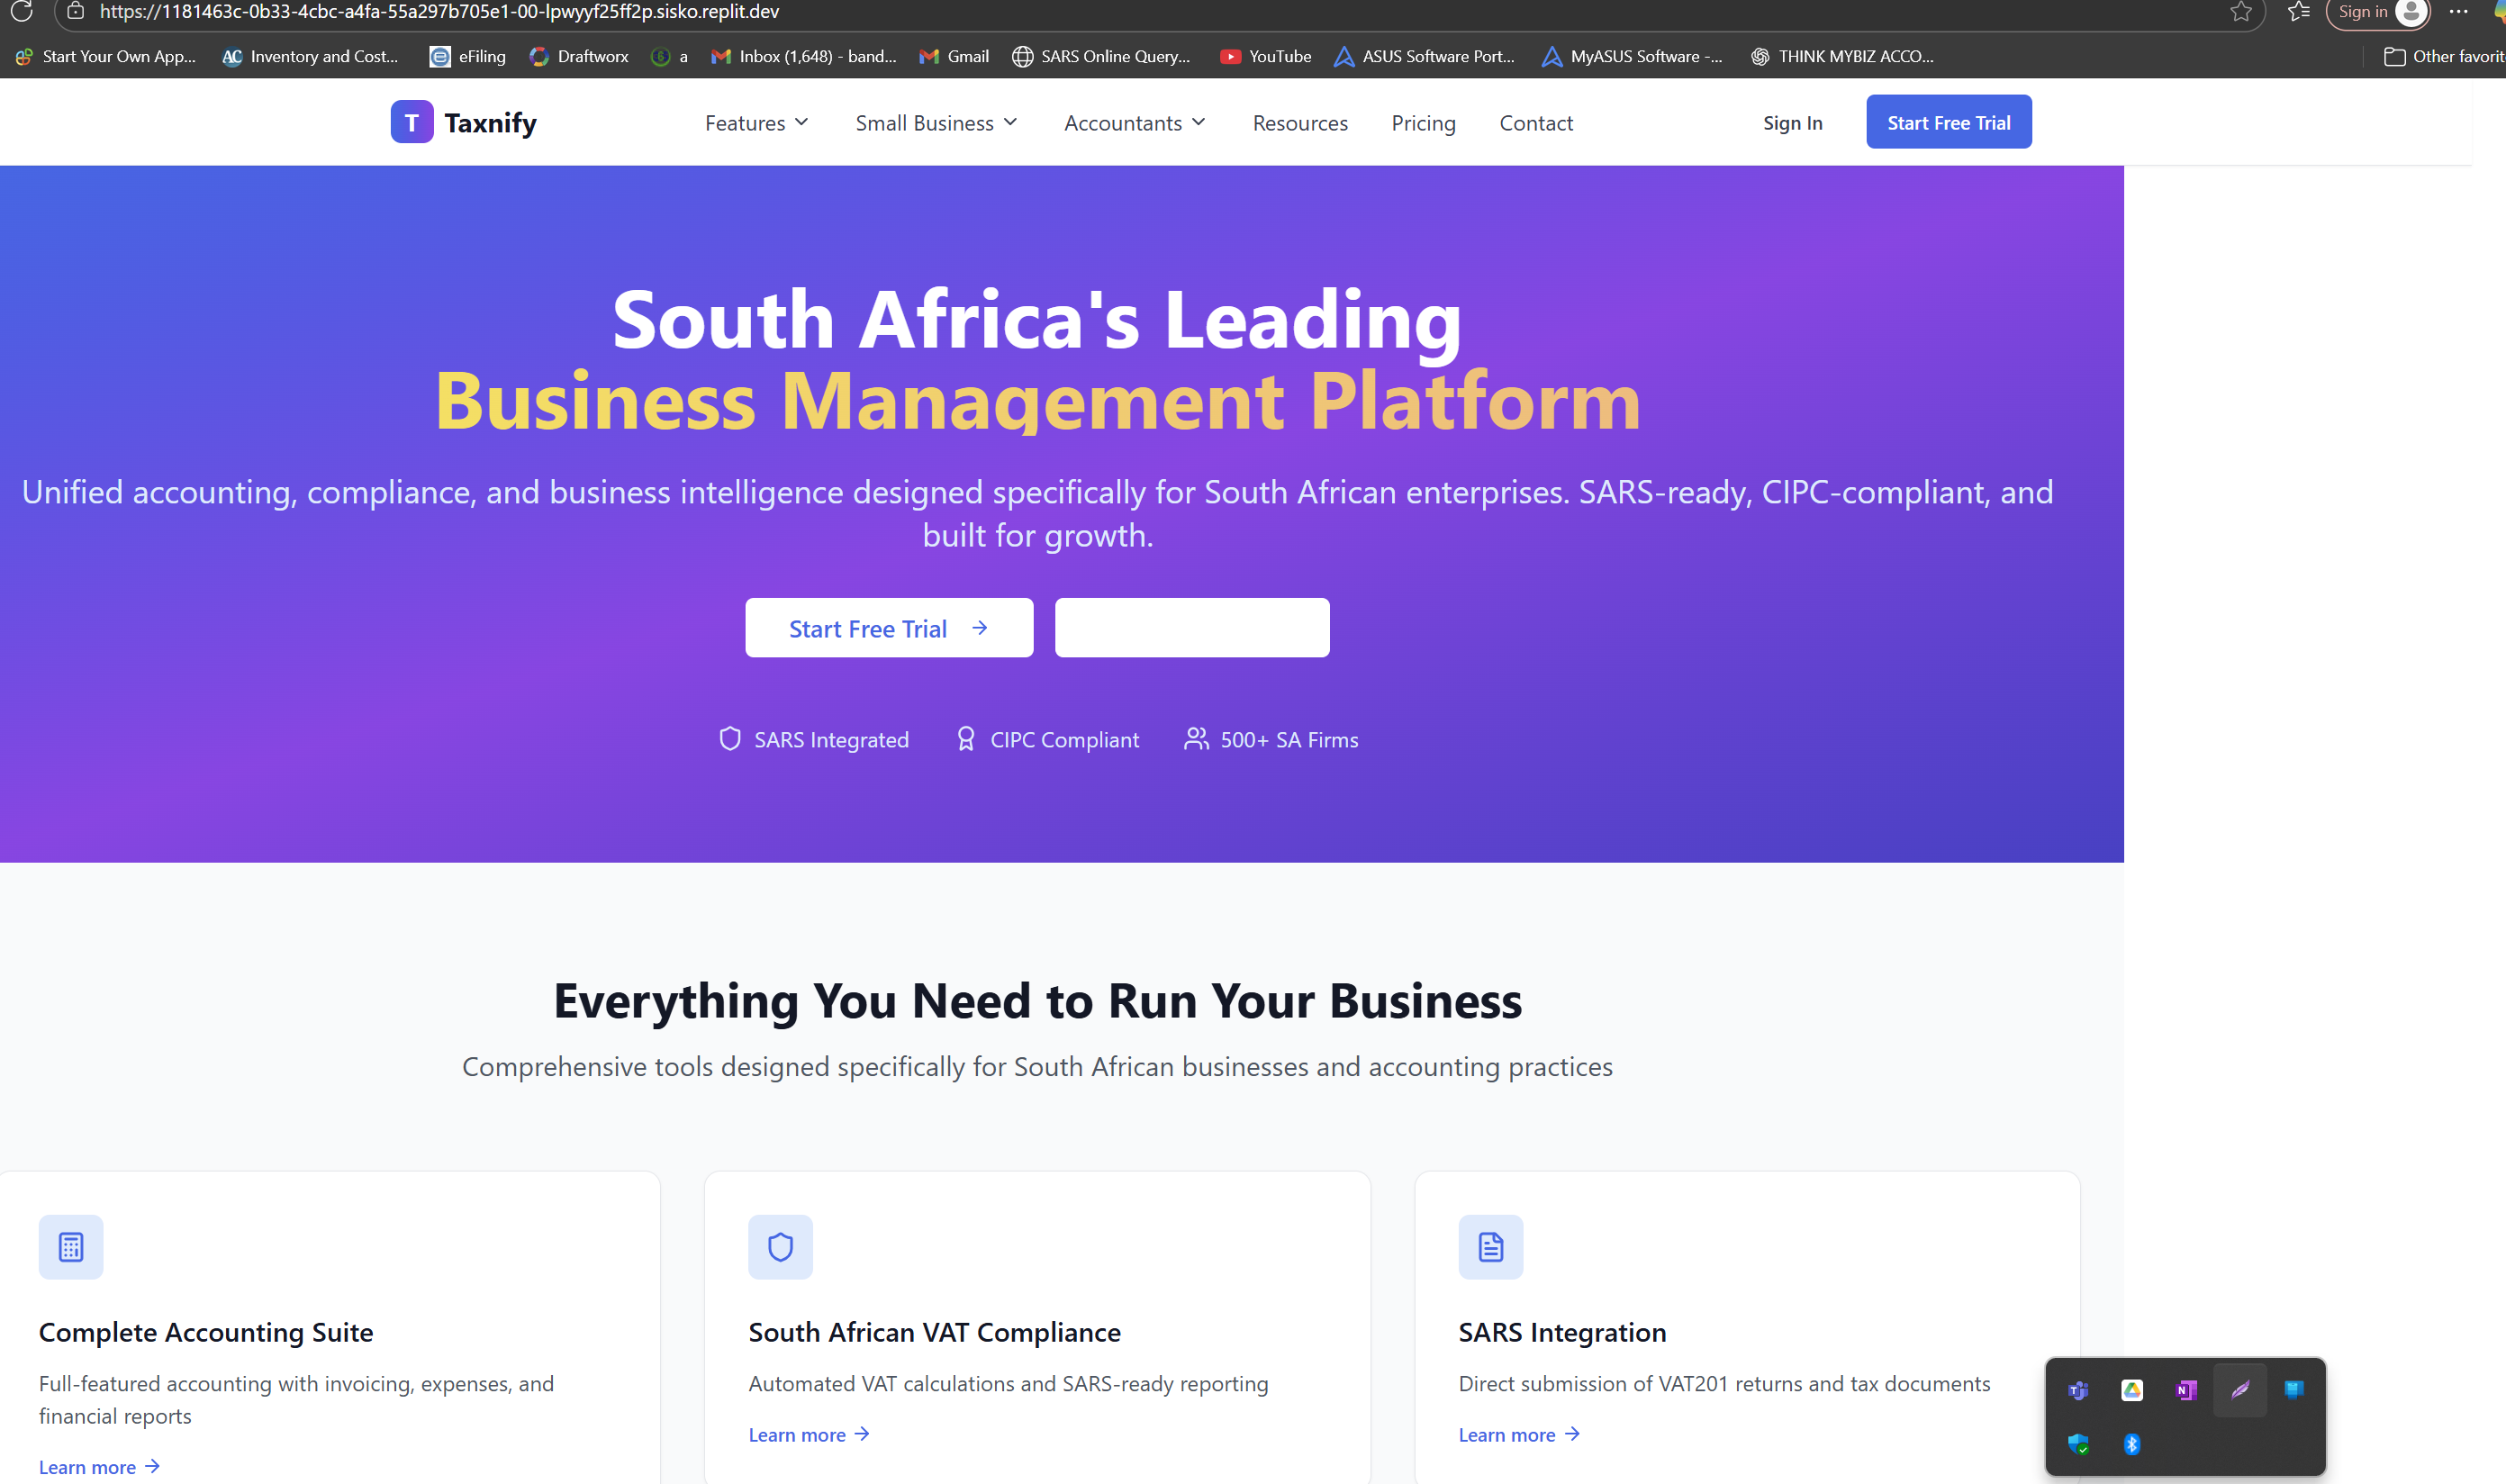 https://1181463c-0b33-4cbc-a4fa-55a297b705e1-00-lpwyyf25ff2p.sisko.replit.dev
Sign in
Start Your Own App...
AC Inventory and Cost...
eFiling
Draftworx
a
Inbox (1,648) - band...
Gmail
SARS Online Query...
YouTube
ASUS Software Port...
MyASUS Software -...
THINK MYBIZ ACCO...
Other favorit
T Taxnify
Features
Small Business
Accountants
Resources
Pricing
Contact
Sign In
Start Free Trial
South Africa's Leading
Business Management Platform
Unified accounting, compliance, and business intelligence designed specifically for South African enterprises. SARS-ready, CIPC-compliant, and
built for growth.
Start Free Trial
SARS Integrated
CIPC Compliant
500+ SA Firms
Everything You Need to Run Your Business
Comprehensive tools designed specifically for South African businesses and accounting practices
Complete Accounting Suite
Full-featured accounting with invoicing, expenses, and
financial reports
Learn more
South African VAT Compliance
Automated VAT calculations and SARS-ready reporting
Learn more
SARS Integration
Direct submission of VAT201 returns and tax documents
Learn more